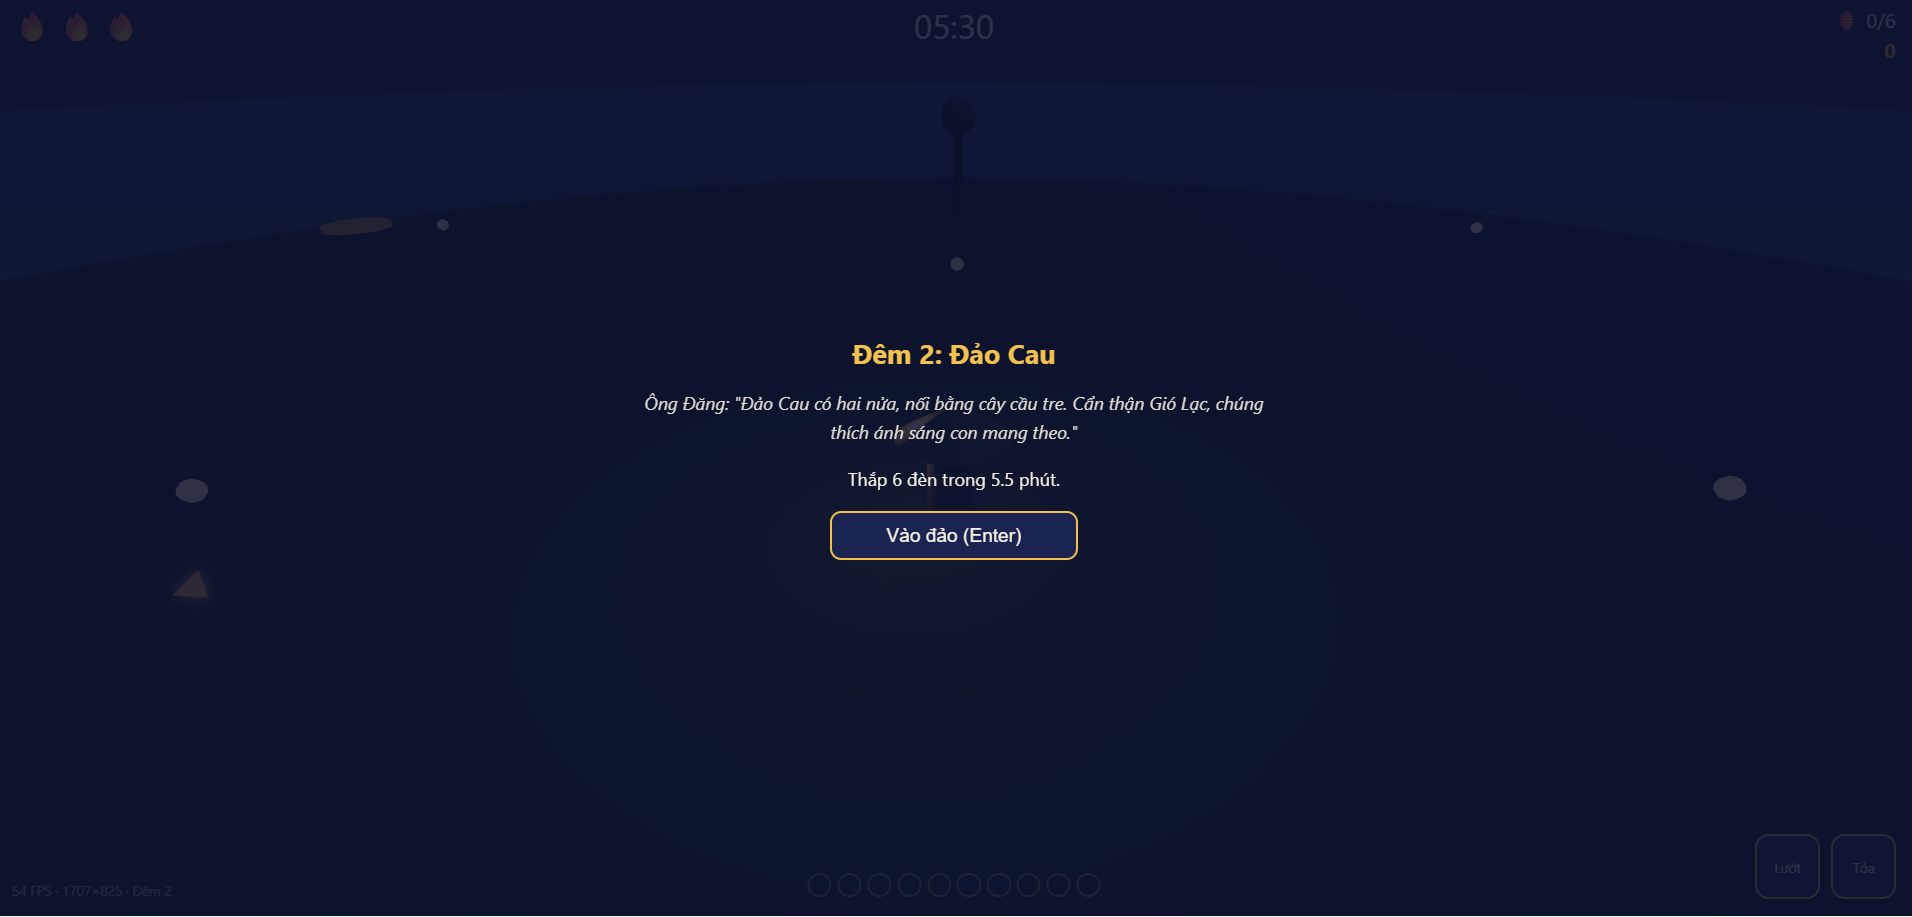 05:30
0/6
0
Đêm 2: Đảo Cau
Ông Đăng: "Đảo Cau có hai nửa, nối bằng cây cầu tre. Cẩn thận Gió Lạc, chúng
thích ánh sáng con mang theo."
Thắp 6 đèn trong 5.5 phút.
Vào đảo (Enter)
Lướt
Tỏa
54 FPS · 1707×825 · Đêm 2